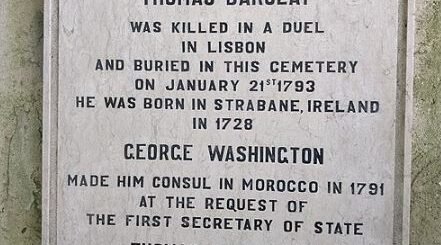 THOMAS BARCLAY
WAS KILLED IN A DUEL
IN LISBON
AND BURIED IN THIS CEMETERY
ON JANUARY 21ST 1793
HE WAS BORN IN STRABANE, IRELAND
IN 1728
GEORGE WASHINGTON
MADE HIM CONSUL IN MOROCCO IN 1791
AT THE REQUEST OF
THE FIRST SECRETARY OF STATE